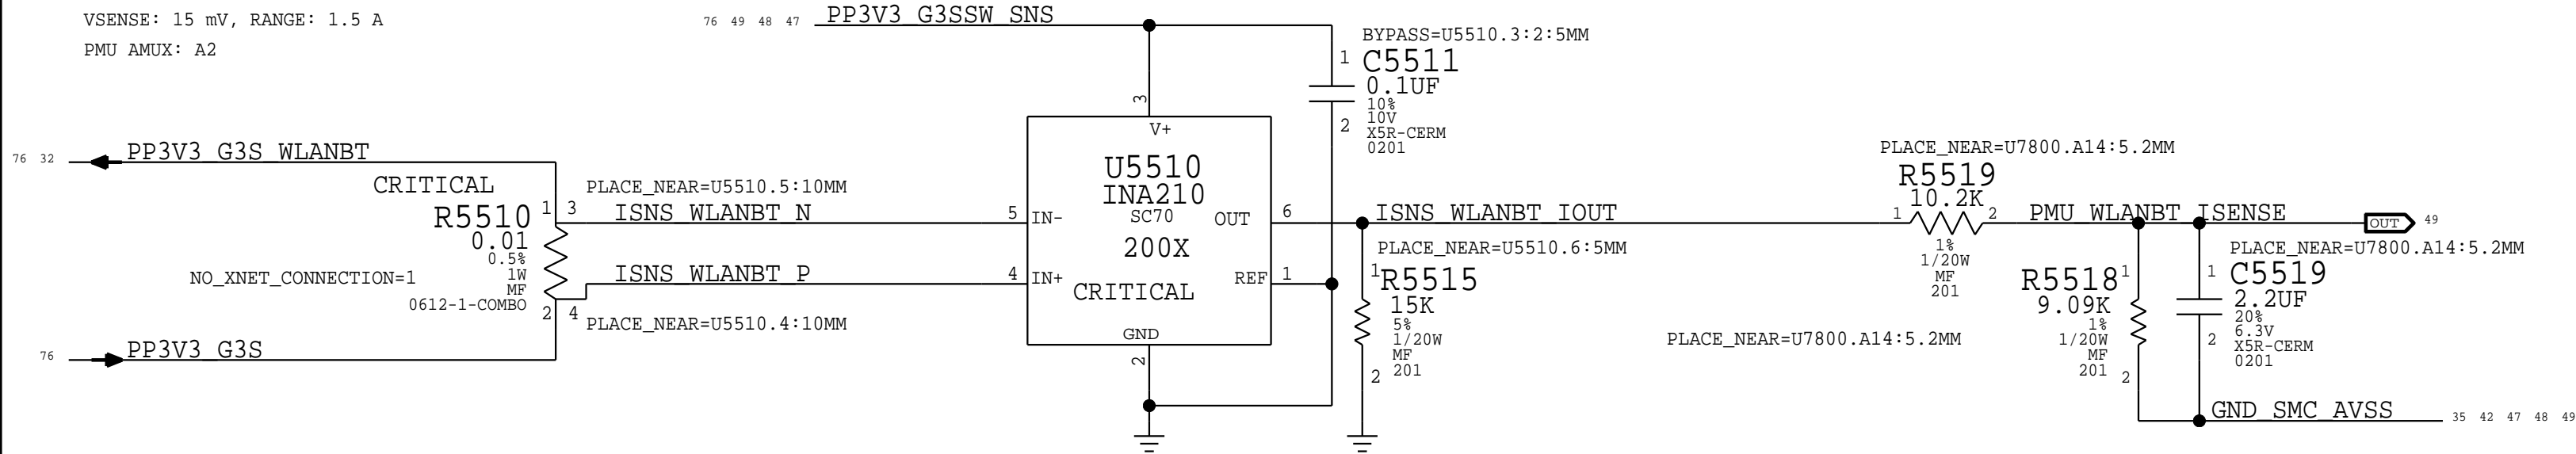 VSENSE: 15 mV, RANGE: 1.5 A
PMU AMUX: A2
76 49 48 47 PP3V3_G3SSW_SNS
BYPASS=U5510.3:2:5MM
1 C5511
0.1UF
10%
10V
2 X5R-CERM
0201
3
V+
76 32 PP3V3_G3S_WLANBT
CRITICAL
R5510
0.01
0.5%
1W
MF
0612-1-COMBO
NO_XNET_CONNECTION=1
1 3
2 4
PLACE_NEAR=U5510.5:10MM
ISNS_WLANBT_N
ISNS_WLANBT_P
PLACE_NEAR=U5510.4:10MM
76 PP3V3_G3S
U5510
INA210
SC70
200X
CRITICAL
5 IN-
4 IN+
OUT 6
REF 1
GND
2
ISNS_WLANBT_IOUT
PLACE_NEAR=U5510.6:5MM
1 R5515
15K
5%
1/20W
MF
2 201
PLACE_NEAR=U7800.A14:5.2MM
R5519
10.2K
1 2
1%
1/20W
MF
201
PMU_WLANBT_ISENSE
OUT 49
PLACE_NEAR=U7800.A14:5.2MM
R5518 1
9.09K
1%
1/20W
MF
201 2
PLACE_NEAR=U7800.A14:5.2MM
1 C5519
2.2UF
20%
2 6.3V
X5R-CERM
0201
GND_SMC_AVSS 35 42 47 48 49